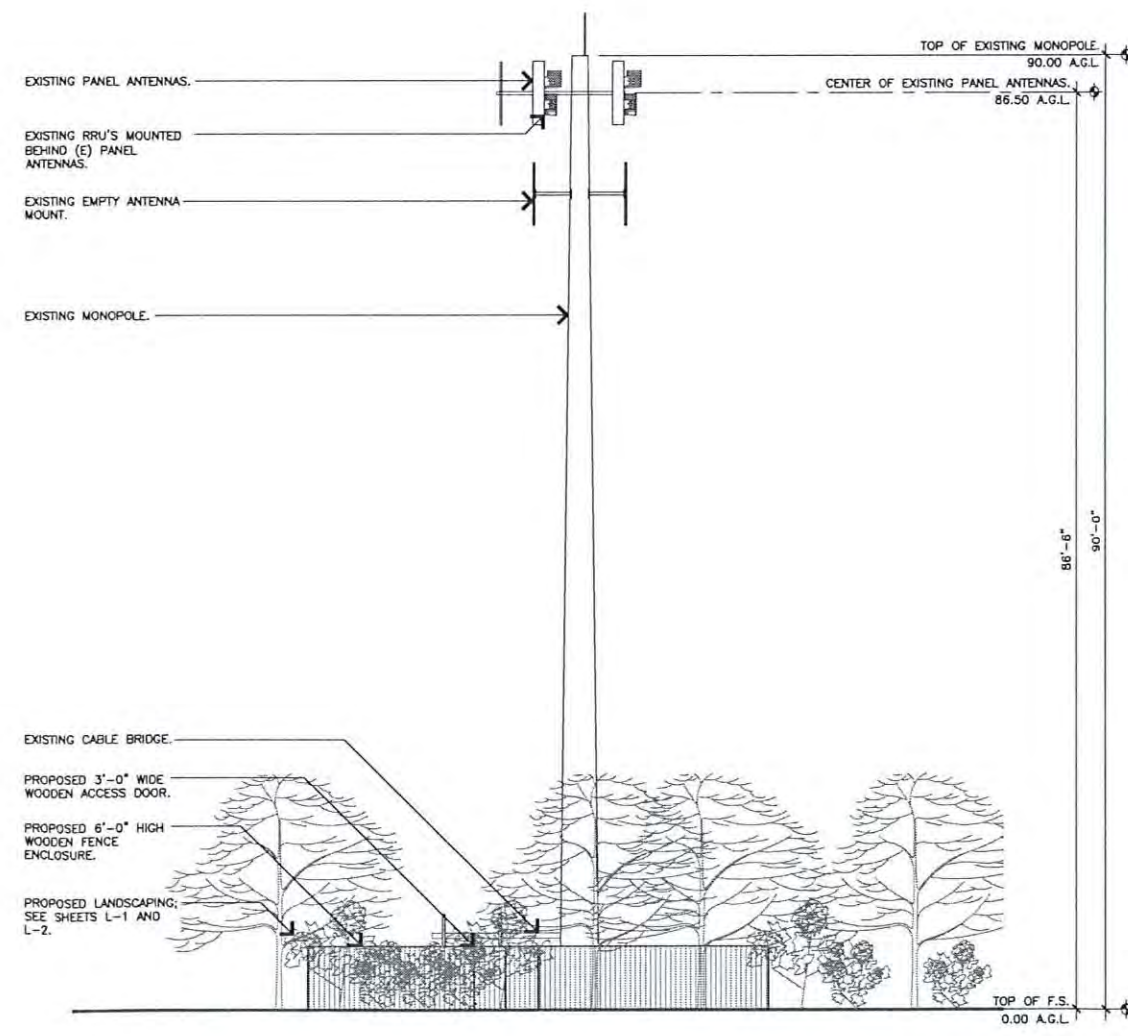 TOP OF EXISTING MONOPOLE.
90.00 A.G.L.
EXISTING PANEL ANTENNAS.
CENTER OF EXISTING PANEL ANTENNAS.
86.50 A.G.L.
EXISTING RRU'S MOUNTED
BEHIND (E) PANEL
ANTENNAS.
EXISTING EMPTY ANTENNA
MOUNT.
EXISTING MONOPOLE.
86'-6"
90'-0"
EXISTING CABLE BRIDGE.
PROPOSED 3'-0" WIDE
WOODEN ACCESS DOOR.
PROPOSED 6'-0" HIGH
WOODEN FENCE
ENCLOSURE.
PROPOSED LANDSCAPING;
SEE SHEETS L-1 AND
L-2.
TOP OF F.S.
0.00 A.G.L.